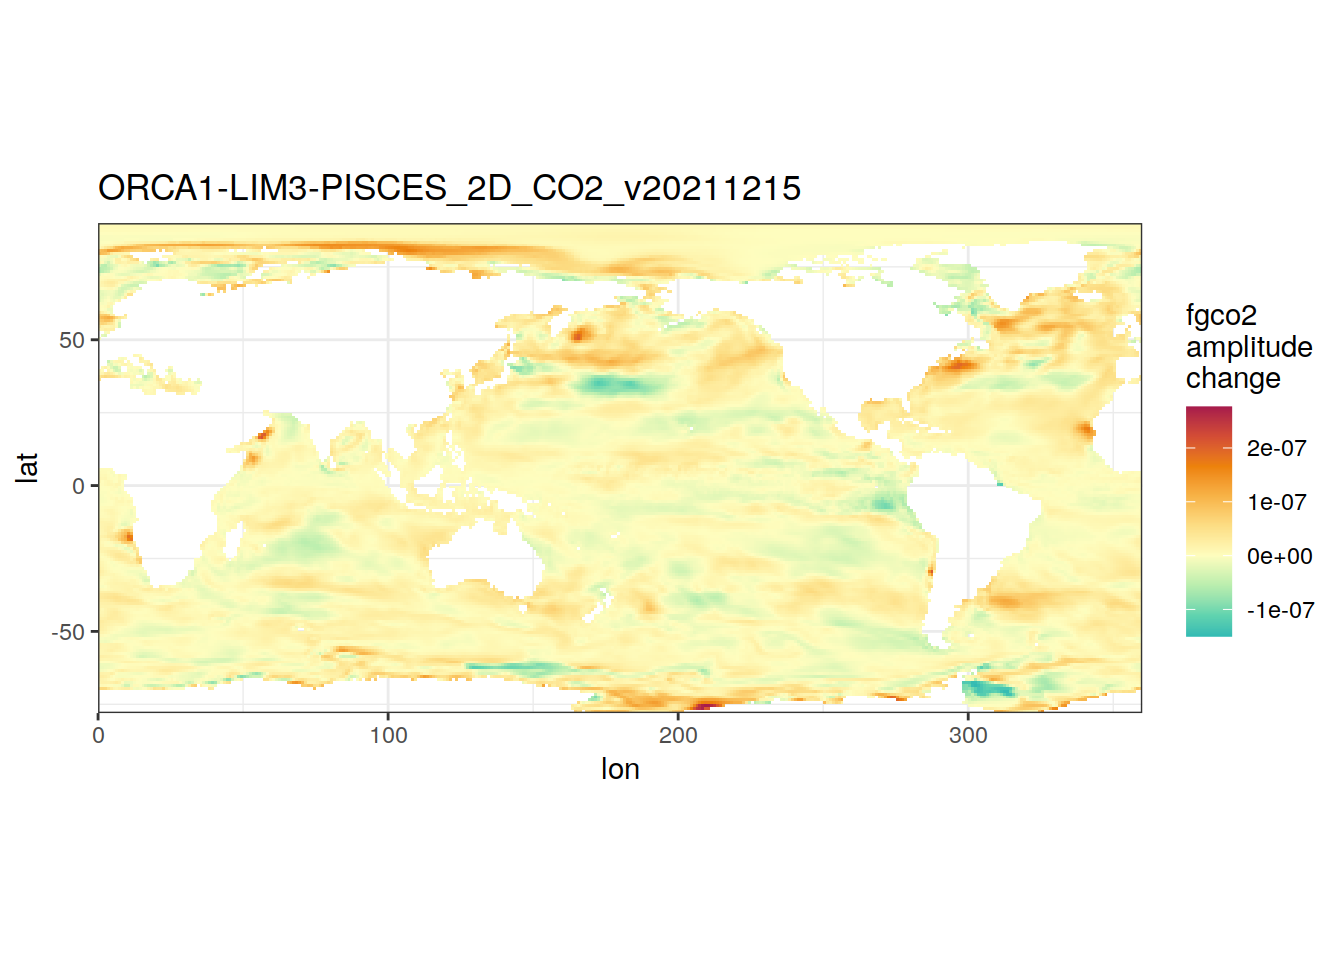 ORCA1-LIM3-PISCES_2D_CO2_v20211215
lat
50
0
-50
0
100
200
300
lon
fgco2
amplitude
change
2e-07
1e-07
0e+00
-1e-07